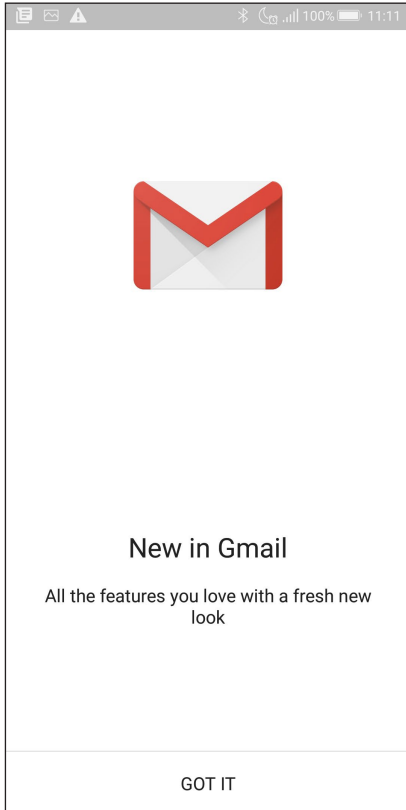 100% 11:11
New in Gmail
All the features you love with a fresh new
look
GOT IT